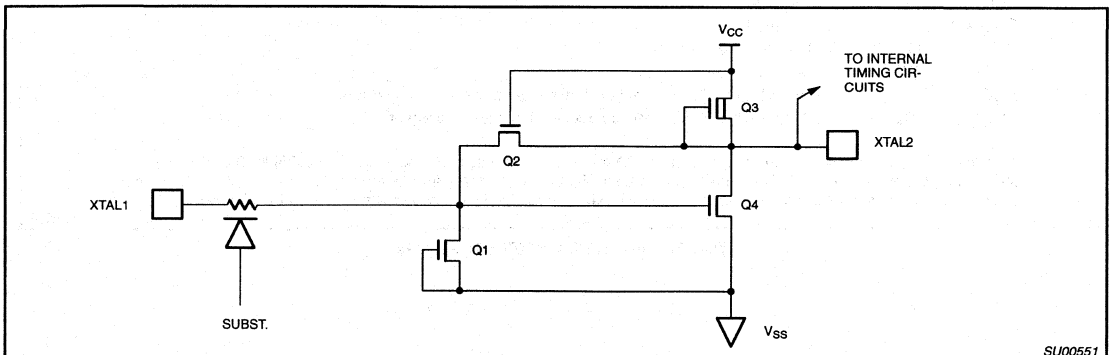 VCC
TO INTERNAL
TIMING CIR-
CUITS
Q3
XTAL2
Q2
XTAL1
Q4
Q1
SUBST.
VSS
SU00551